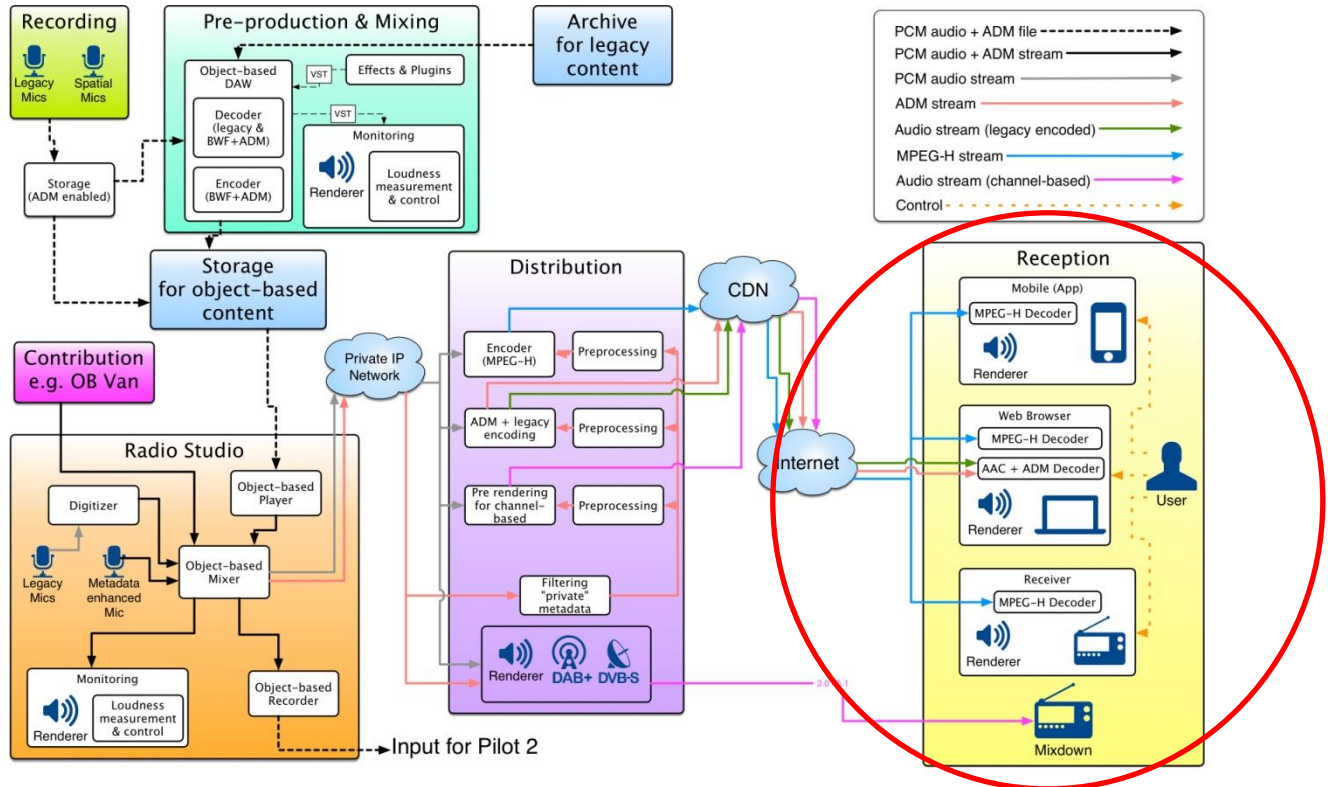 Recording
Legacy
Mics
Spatial
Mics
Storage
(ADM enabled)
Pre-production & Mixing
Object-based
DAW
VST
Effects & Plugins
Decoder
(legacy &
BWF+ADM)
VST
Monitoring
Renderer
Loudness
measurement
& control
Encoder
(BWF+ADM)
Archive
for legacy
content
PCM audio + ADM file
PCM audio + ADM stream
PCM audio stream
ADM stream
Audio stream (legacy encoded)
MPEG-H stream
Audio stream (channel-based)
Control
Storage
for object-based
content
Contribution
e.g. OB Van
Radio Studio
Digitizer
Object-based
Player
Legacy
Mics
Metadata
enhanced
Mic
Object-based
Mixer
Monitoring
Renderer
Loudness
measurement
& control
Object-based
Recorder
Input for Pilot 2
Private IP
Network
Distribution
Encoder
(MPEG-H)
Preprocessing
ADM + legacy
encoding
Preprocessing
Pre rendering
for channel-
based
Preprocessing
Filtering
"private"
metadata
Renderer
DAB+
DVB-S
CDN
Internet
Reception
Mobile (App)
MPEG-H Decoder
Renderer
Web Browser
MPEG-H Decoder
AAC + ADM Decoder
Renderer
User
Receiver
MPEG-H Decoder
Renderer
Mixdown